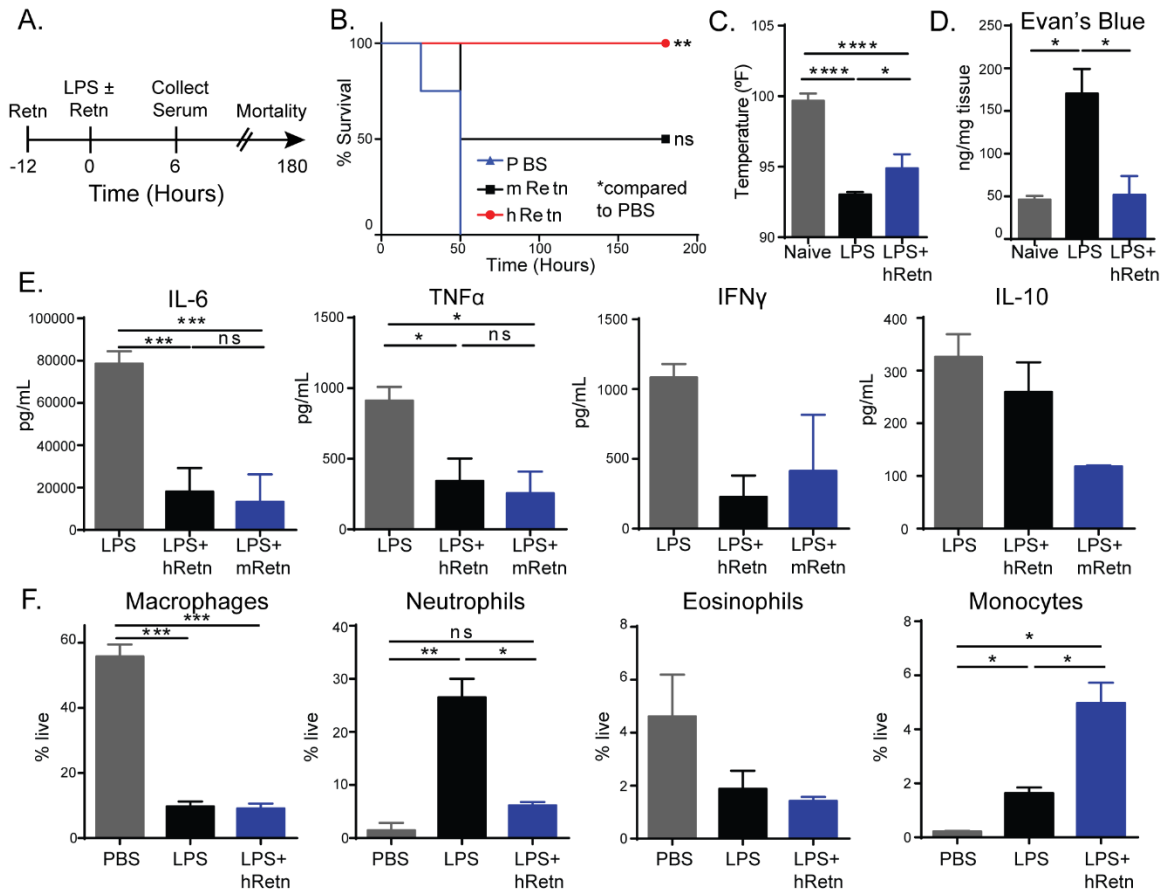 A.
Retn
LPS ±
Retn
Collect
Serum
Mortality
-12
0
6
180
Time (Hours)
B.
% Survival
100
50
0
0
50
100
150
200
Time (Hours)
PBS
mRetn
hRetn
*compared
to PBS
**
ns
C.
Temperature (ºF)
100
95
90
****
****
*
Naive
LPS
LPS+
hRetn
D.
Evan's Blue
ng/mg tissue
250
200
150
100
50
0
*
*
Naive
LPS
LPS+
hRetn
E.
IL-6
pg/mL
100000
80000
60000
40000
20000
0
***
***
ns
LPS
LPS+
hRetn
LPS+
mRetn
TNFα
pg/mL
1500
1000
500
0
*
*
ns
LPS
LPS+
hRetn
LPS+
mRetn
IFNγ
pg/mL
1500
1000
500
0
LPS
LPS+
hRetn
LPS+
mRetn
IL-10
pg/mL
400
300
200
100
0
LPS
LPS+
hRetn
LPS+
mRetn
F.
Macrophages
% live
60
40
20
0
***
***
PBS
LPS
LPS+
hRetn
Neutrophils
% live
40
30
20
10
0
ns
**
*
PBS
LPS
LPS+
hRetn
Eosinophils
% live
8
6
4
2
0
PBS
LPS
LPS+
hRetn
Monocytes
% live
8
6
4
2
0
*
*
*
PBS
LPS
LPS+
hRetn